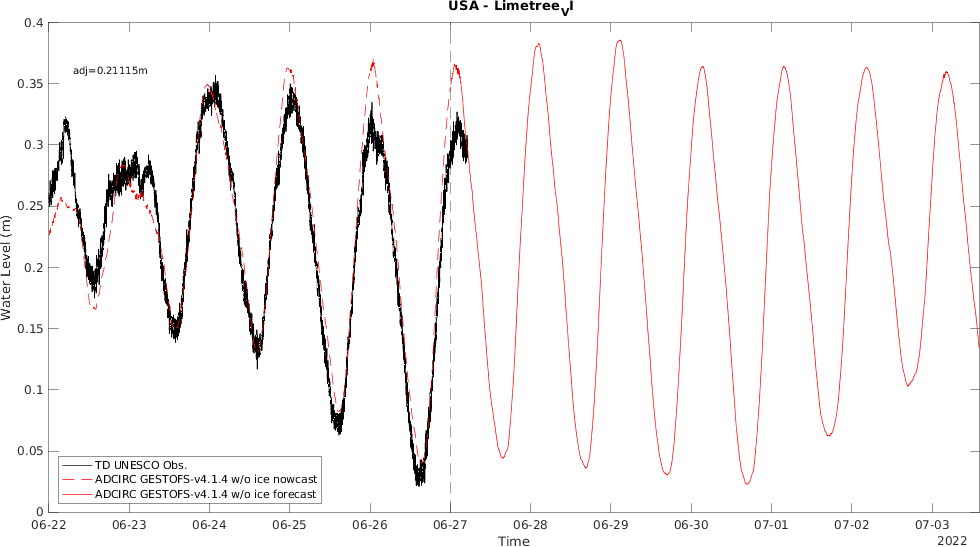 USA - LimetreeVI
0.4
0.35
0.3
0.25
0.2
0.15
0.1
0.05
0
Water Level (m)
adj=0.21115m
TD UNESCO Obs.
ADCIRC GESTOFS-v4.1.4 w/o ice nowcast
ADCIRC GESTOFS-v4.1.4 w/o ice forecast
06-22 06-23 06-24 06-25 06-26 06-27 06-28 06-29 06-30 07-01 07-02 07-03
Time
2022